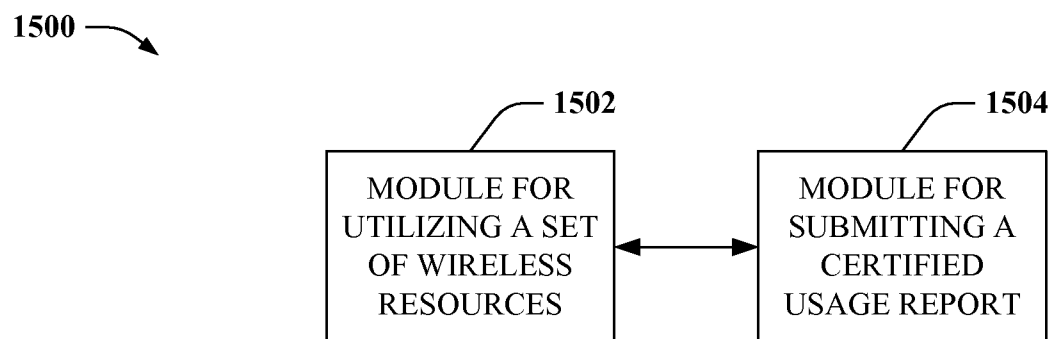 1500
1502
1504
MODULE FOR
UTILIZING A SET
OF WIRELESS
RESOURCES
MODULE FOR
SUBMITTING A
CERTIFIED
USAGE REPORT